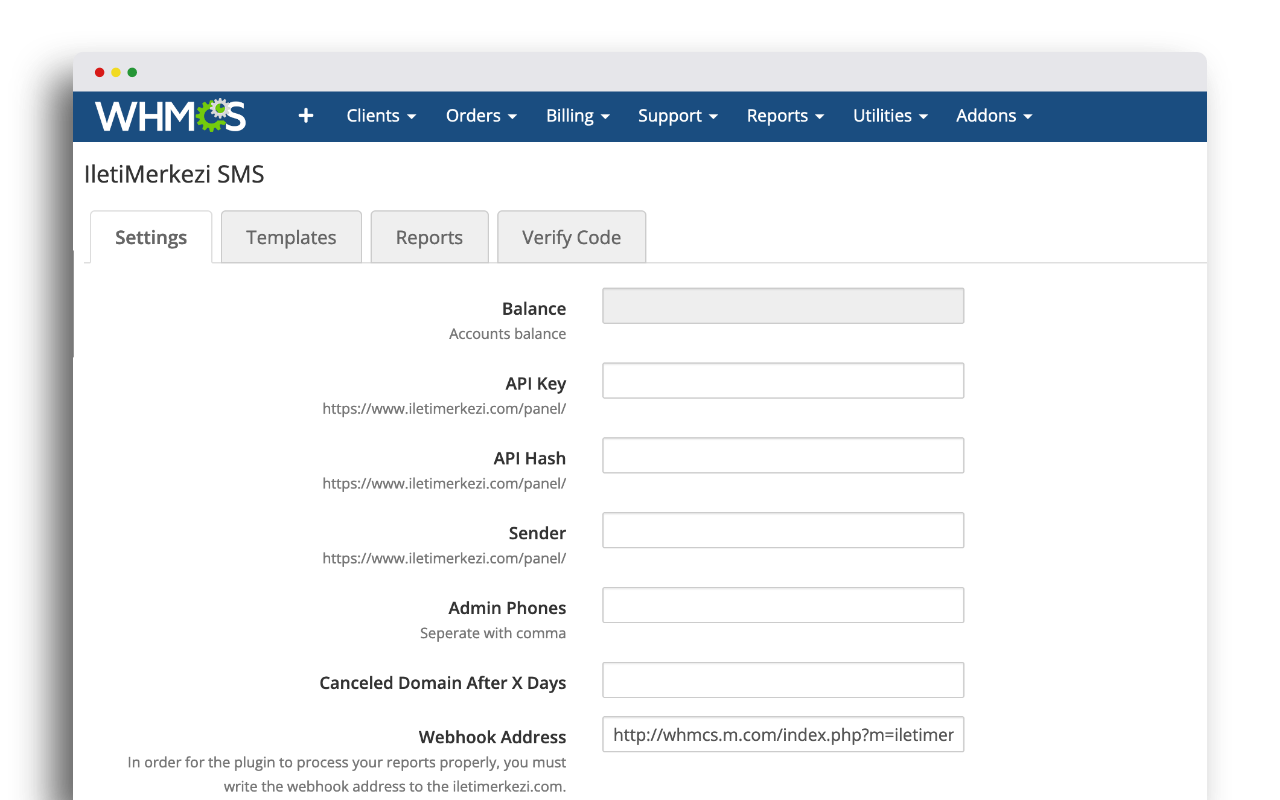 WHMCS + Clients Orders Billing Support Reports Utilities Addons
IletiMerkezi SMS
Settings Templates Reports Verify Code
Balance
Accounts balance
API Key
https://www.iletimerkezi.com/panel/
API Hash
https://www.iletimerkezi.com/panel/
Sender
https://www.iletimerkezi.com/panel/
Admin Phones
Seperate with comma
Canceled Domain After X Days
Webhook Address http://whmcs.m.com/index.php?m=iletimer
In order for the plugin to process your reports properly, you must
write the webhook address to the iletimerkezi.com.